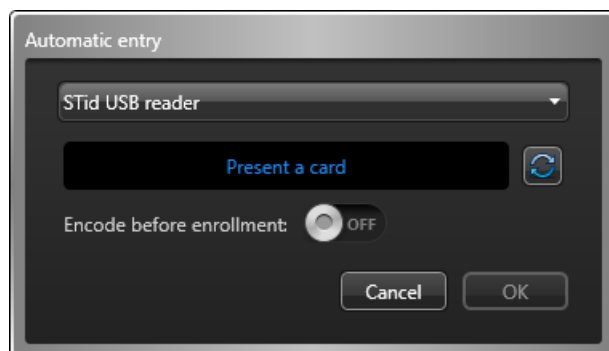 Automatic entry
STid USB reader
Present a card
Encode before enrollment:
OFF
Cancel
OK